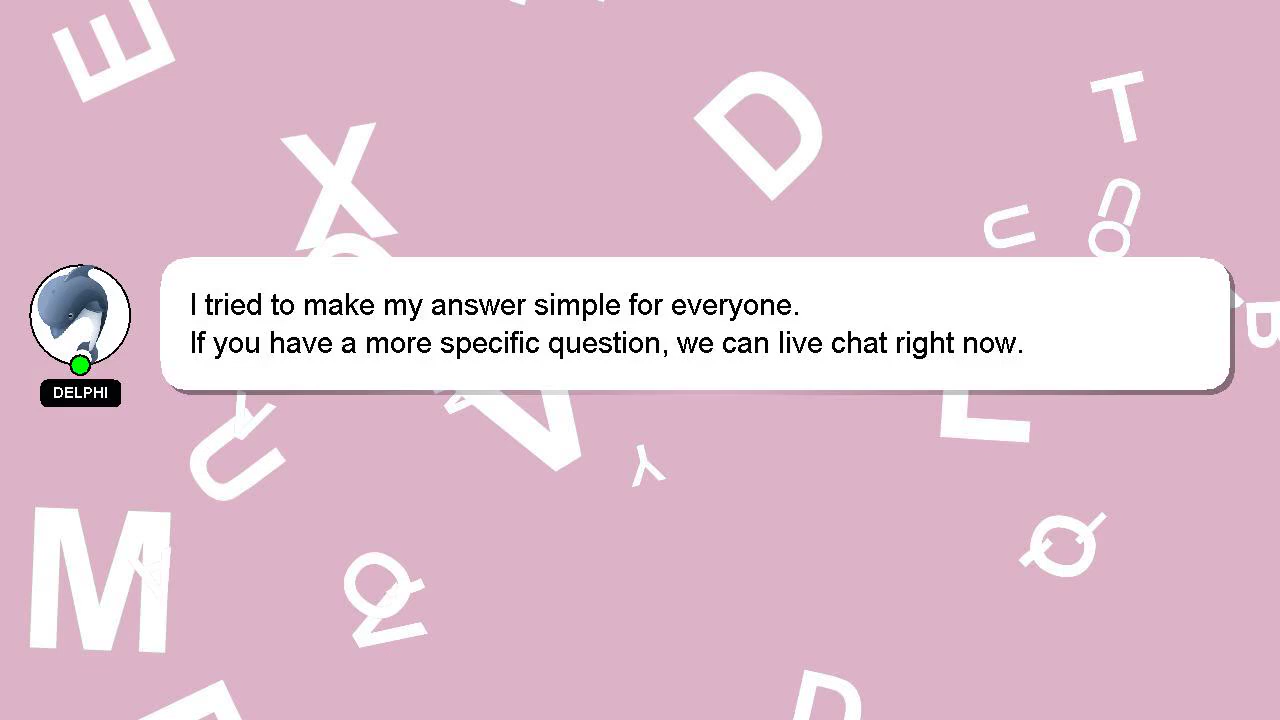 I tried to make my answer simple for everyone.
If you have a more specific question, we can live chat right now.
DELPHI
E
X
D
T
U
U
O
B
L
V
Y
Y
U
M
A
Q
Z
Q
D